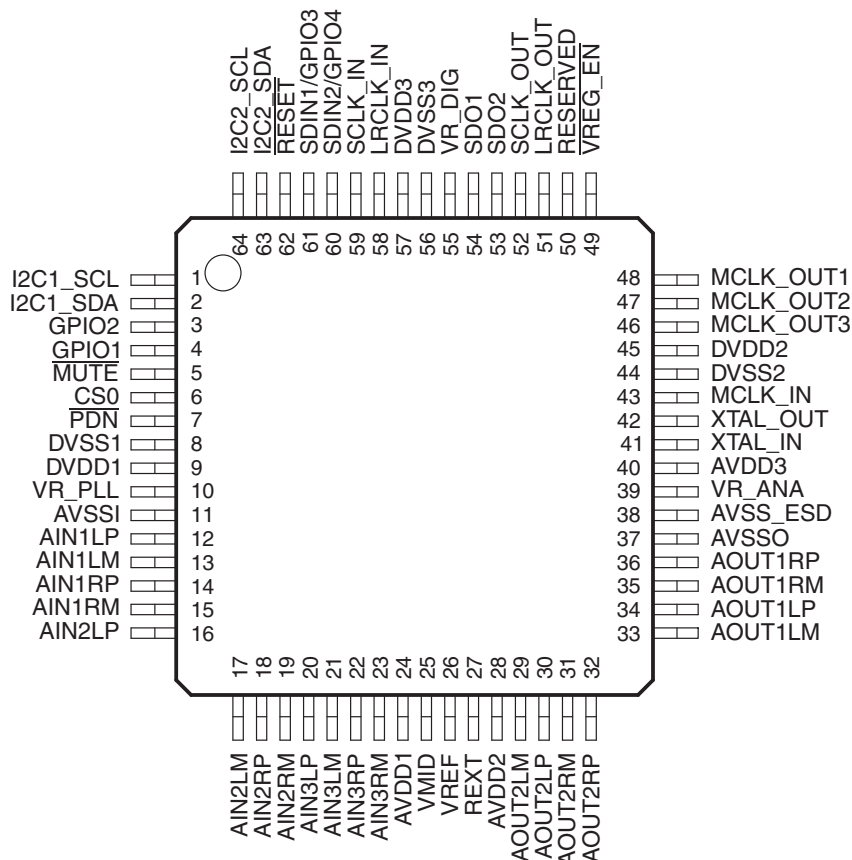 I2C2_SCL
I2C2_SDA
RESET
SDIN1/GPIO3
SDIN2/GPIO4
SCLK_IN
LRCLK_IN
DVDD3
DVSS3
VR_DIG
SDO1
SDO2
SCLK_OUT
LRCLK_OUT
RESERVED
VREG_EN
64 63 62 61 60 59 58 57 56 55 54 53 52 51 50 49
I2C1_SCL 1 48 MCLK_OUT1
I2C1_SDA 2 47 MCLK_OUT2
GPIO2 3 46 MCLK_OUT3
GPIO1 4 45 DVDD2
MUTE 5 44 DVSS2
CS0 6 43 MCLK_IN
PDN 7 42 XTAL_OUT
DVSS1 8 41 XTAL_IN
DVDD1 9 40 AVDD3
VR_PLL 10 39 VR_ANA
AVSSI 11 38 AVSS_ESD
AIN1LP 12 37 AVSSO
AIN1LM 13 36 AOUT1RP
AIN1RP 14 35 AOUT1RM
AIN1RM 15 34 AOUT1LP
AIN2LP 16 33 AOUT1LM
17 18 19 20 21 22 23 24 25 26 27 28 29 30 31 32
AIN2LM
AIN2RP
AIN2RM
AIN3LP
AIN3LM
AIN3RP
AIN3RM
AVDD1
VMID
VREF
REXT
AVDD2
AOUT2LM
AOUT2LP
AOUT2RM
AOUT2RP